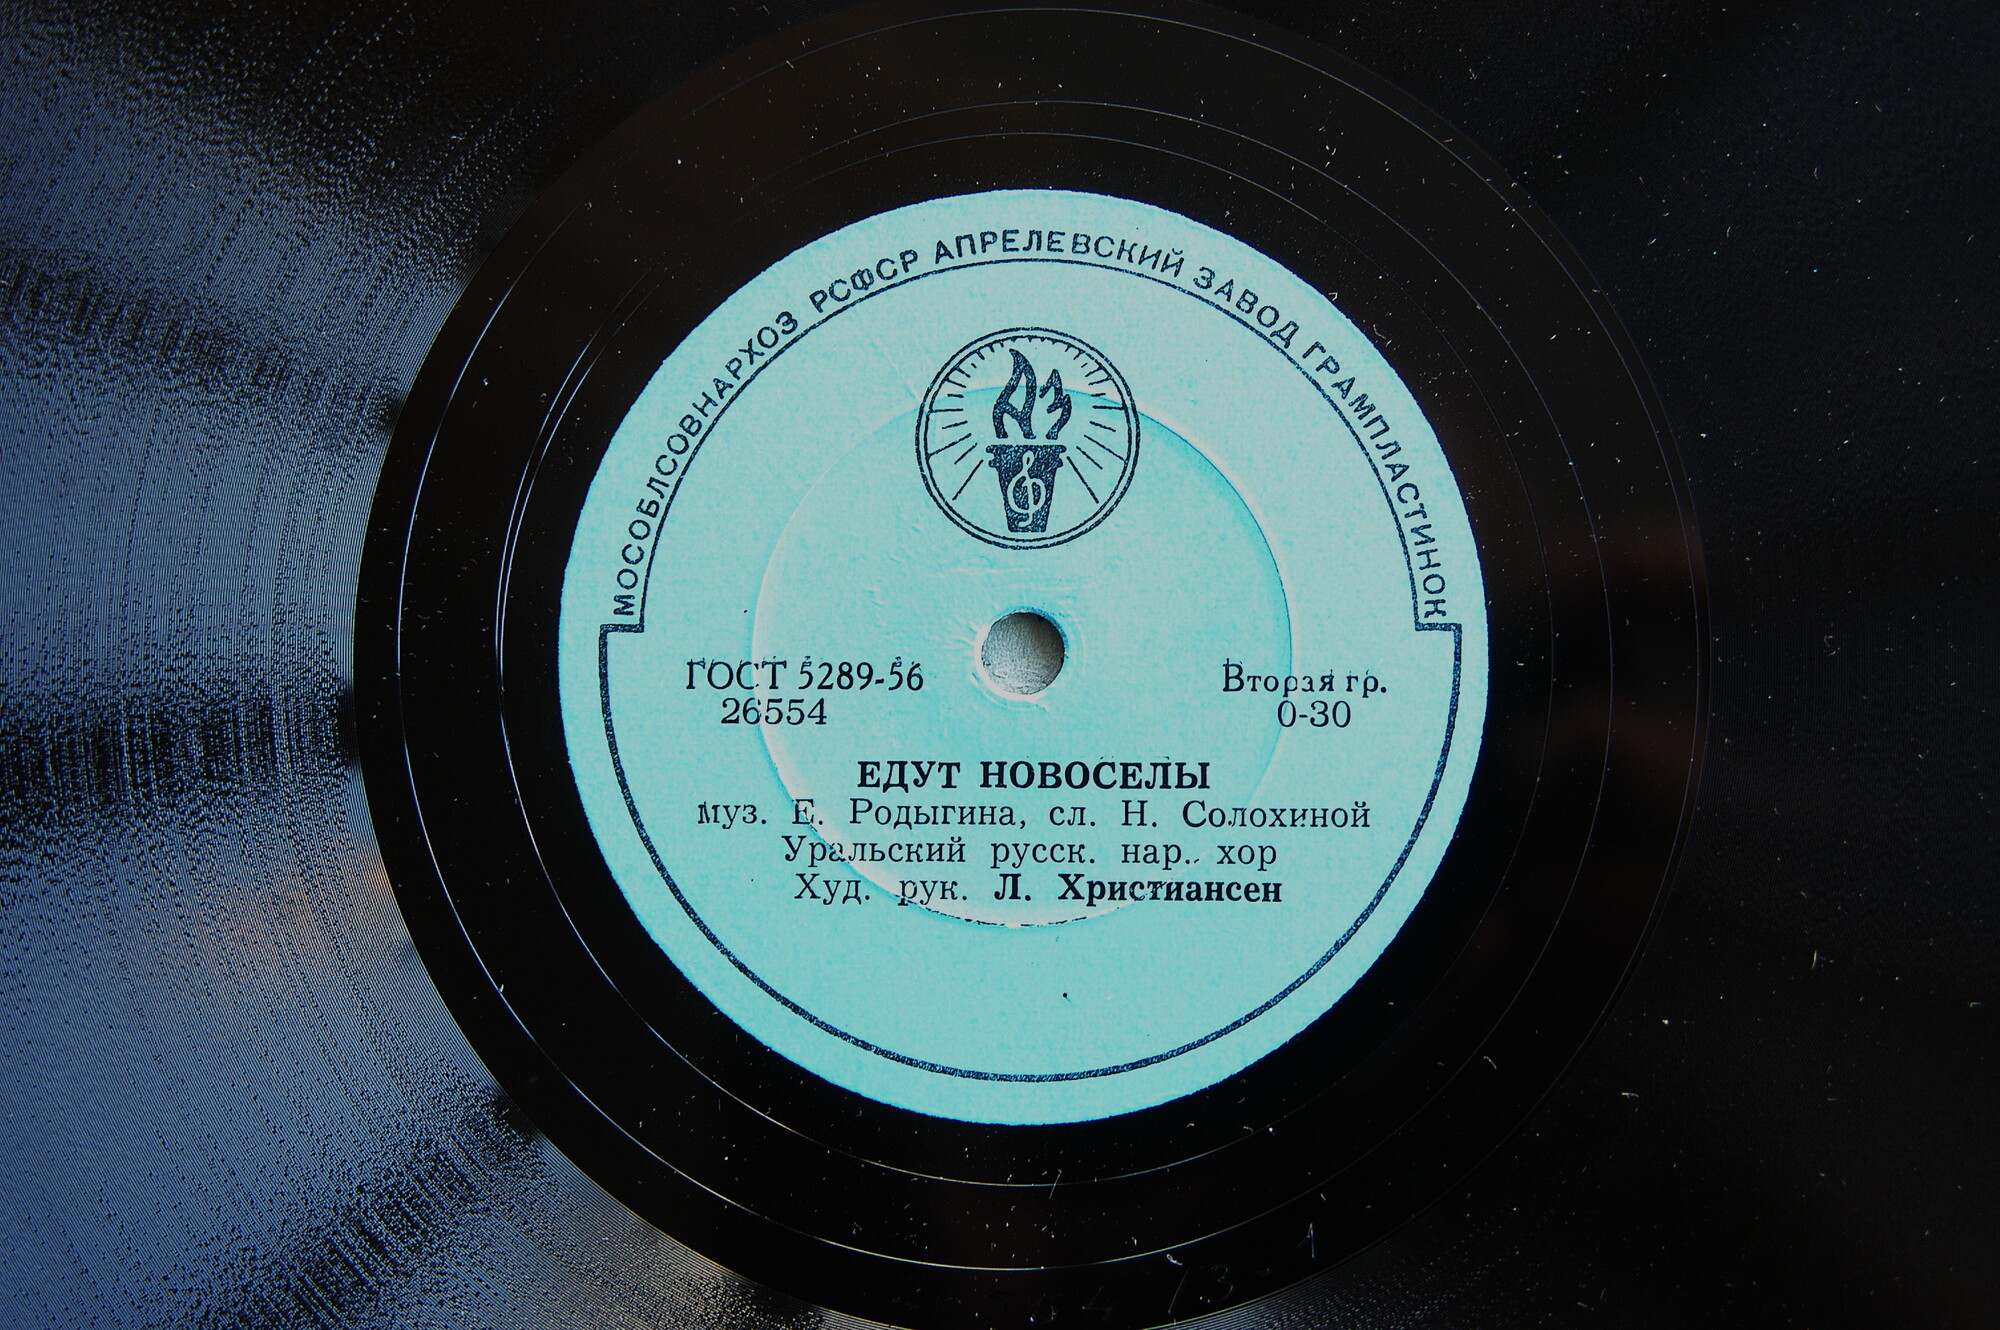 МОСОБЛСОВНАРХОЗ РСФСР АПРЕЛЕВСКИЙ ЗАВОД ГРАМПЛАСТИНОК
АЗ
ГОСТ 5289-56
26554
Вторая гр.
0-30
ЕДУТ НОВОСЕЛЫ
муз. Е. Родыгина, сл. Н. Солохиной
Уральский русск. нар. хор
Худ. рук. Л. Христиансен